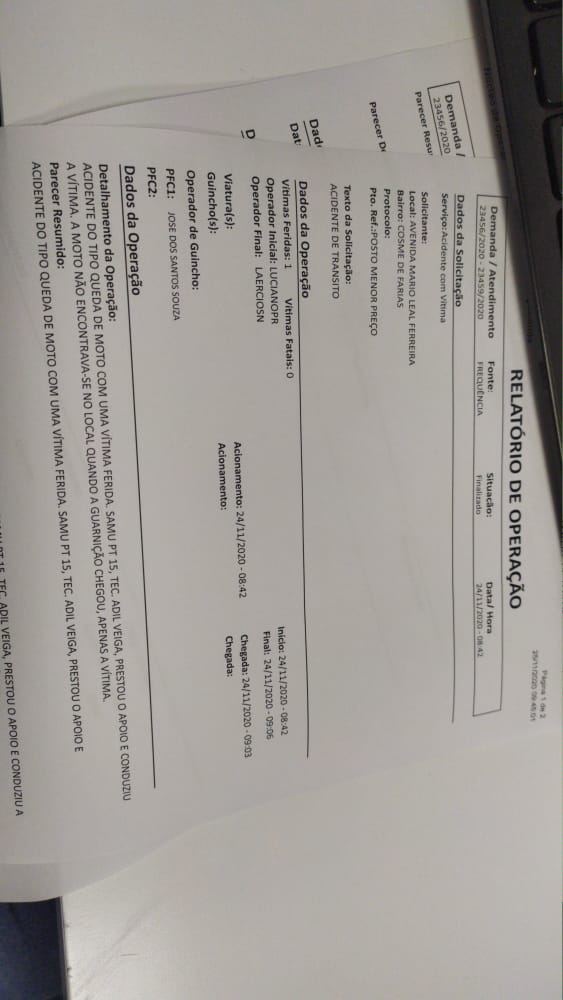 Página 1 de 2
25/11/2020 09:45:01
RELATÓRIO DE OPERAÇÃO
Demanda / Atendimento Fonte: Situação: Data/ Hora
23456/2020 - 23459/2020 FREQUÊNCIA Finalizado 24/11/2020 - 08:42
Dados da Solicitação
Serviço:Acidente com Vítima
Solicitante:
Local: AVENIDA MARIO LEAL FERREIRA
Bairro: COSME DE FARIAS
Protocolo:
Pto. Ref.:POSTO MENOR PREÇO
Texto da Solicitação:
ACIDENTE DE TRANSITO
Dados da Operação
Vítimas Feridas: 1 Vítimas Fatais: 0 Início: 24/11/2020 - 08:42
Operador Inicial: LUCIANOPR Final: 24/11/2020 - 09:06
Operador Final: LAERCIOSN
Viatura(s): Acionamento: 24/11/2020 - 08:42 Chegada: 24/11/2020 - 09:03
Guincho(s): Acionamento: Chegada:
Operador de Guincho:
PFC1: JOSE DOS SANTOS SOUZA
PFC2:
Dados da Operação
Detalhamento da Operação:
ACIDENTE DO TIPO QUEDA DE MOTO COM UMA VÍTIMA FERIDA. SAMU PT 15, TEC. ADIL VEIGA, PRESTOU O APOIO E CONDUZIU
A VÍTIMA. A MOTO NÃO ENCONTRAVA-SE NO LOCAL QUANDO A GUARNIÇÃO CHEGOU, APENAS A VÍTIMA.
Parecer Resumido:
ACIDENTE DO TIPO QUEDA DE MOTO COM UMA VÍTIMA FERIDA. SAMU PT 15, TEC. ADIL VEIGA, PRESTOU O APOIO E
CONDUZIU A
TEC. ADIL VEIGA, PRESTOU O APOIO E
Demanda /
23456/2020
Parecer Resu
Parecer D
Dad
Dat
D